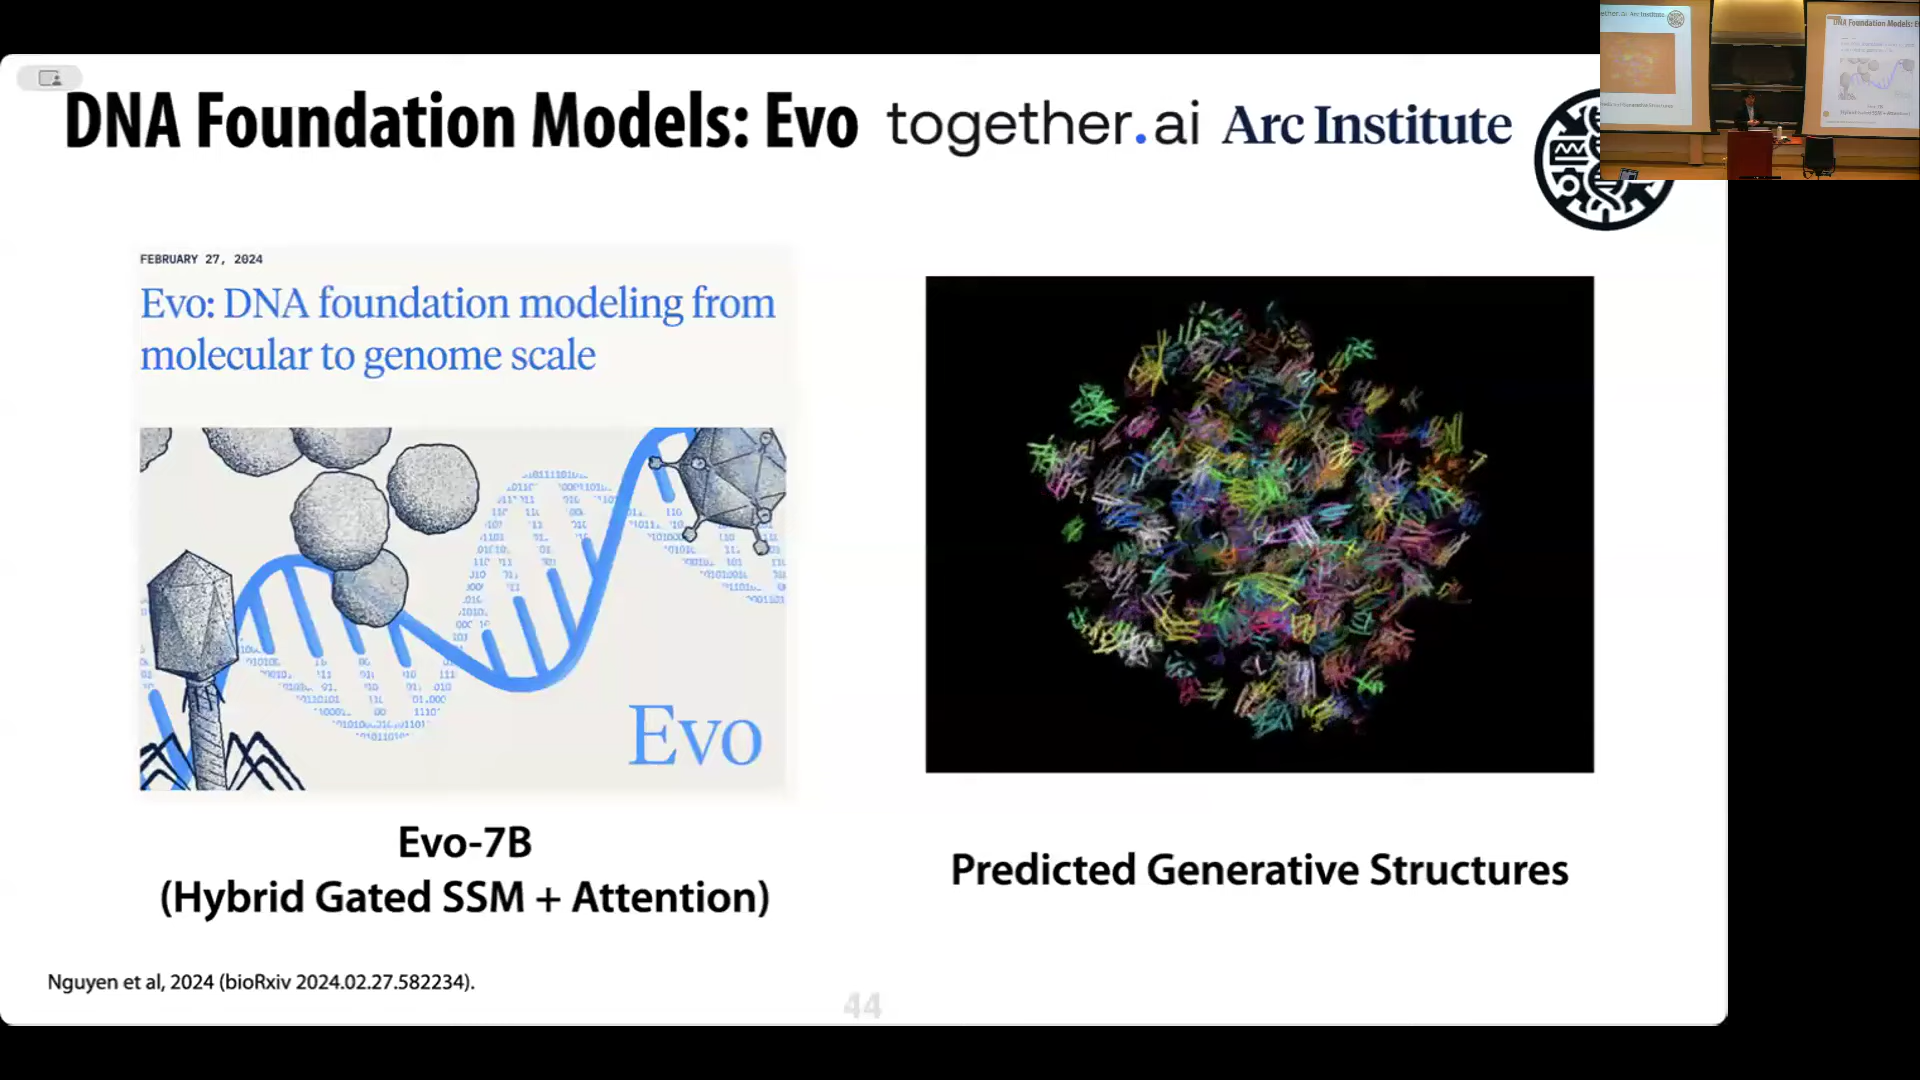 DNA Foundation Models: Evo together.ai Arc Institute
FEBRUARY 27, 2024
Evo: DNA foundation modeling from
molecular to genome scale
Evo
Evo-7B
(Hybrid Gated SSM + Attention)
Predicted Generative Structures
Nguyen et al, 2024 (bioRxiv 2024.02.27.582234).
44